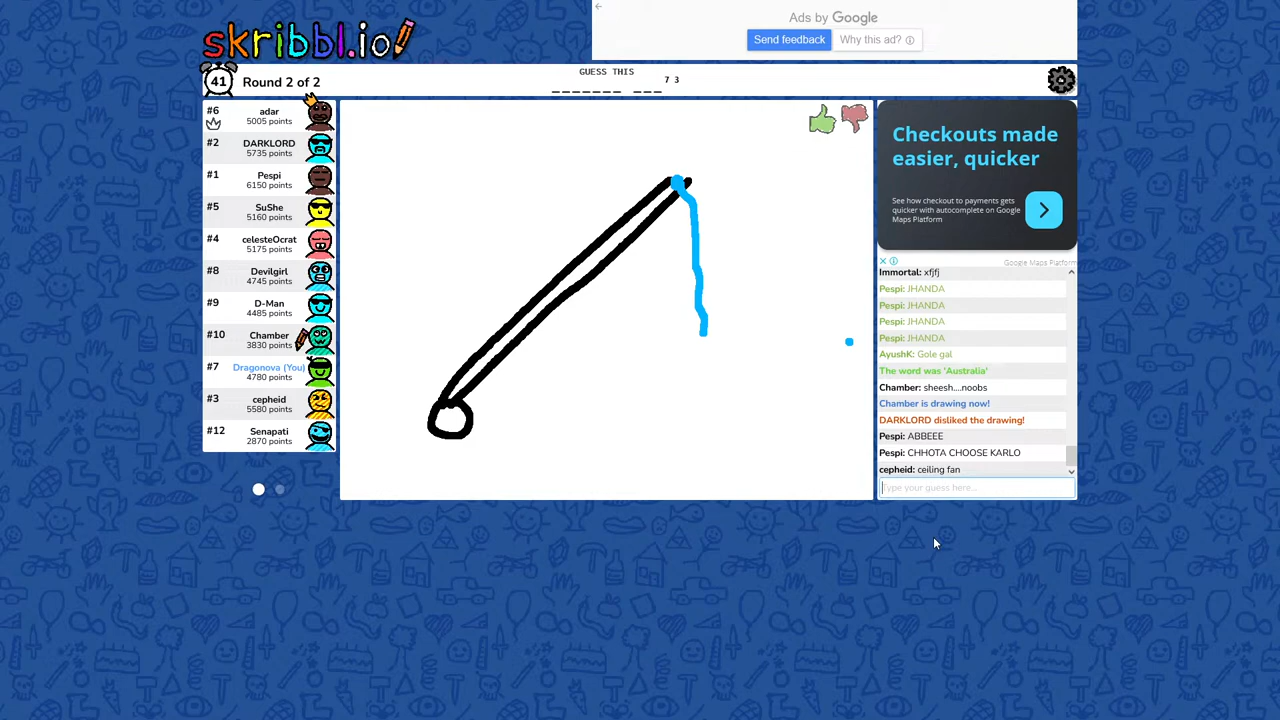 Ads by Google
Send feedback
Why this ad?
skribbl.io
41
Round 2 of 2
GUESS THIS
_______ ___ 7 3
#6
adar
5005 points
#2
DARKLORD
5735 points
#1
Pespi
6150 points
#5
SuShe
5160 points
#4
celesteOcrat
5175 points
#8
Devilgirl
4745 points
#9
D-Man
4485 points
#10
Chamber
3830 points
#7
Dragonova (You)
4780 points
#3
cepheid
5580 points
#12
Senapati
2870 points
Checkouts made
easier, quicker
See how checkout to payments gets
quicker with autocomplete on Google
Maps Platform
Google Maps Platform
Immortal: xfjfj
Pespi: JHANDA
Pespi: JHANDA
Pespi: JHANDA
Pespi: JHANDA
AyushK: Gole gal
The word was 'Australia'
Chamber: sheesh....noobs
Chamber is drawing now!
DARKLORD disliked the drawing!
Pespi: ABBEEE
Pespi: CHHOTA CHOOSE KARLO
cepheid: ceiling fan
Type your guess here...